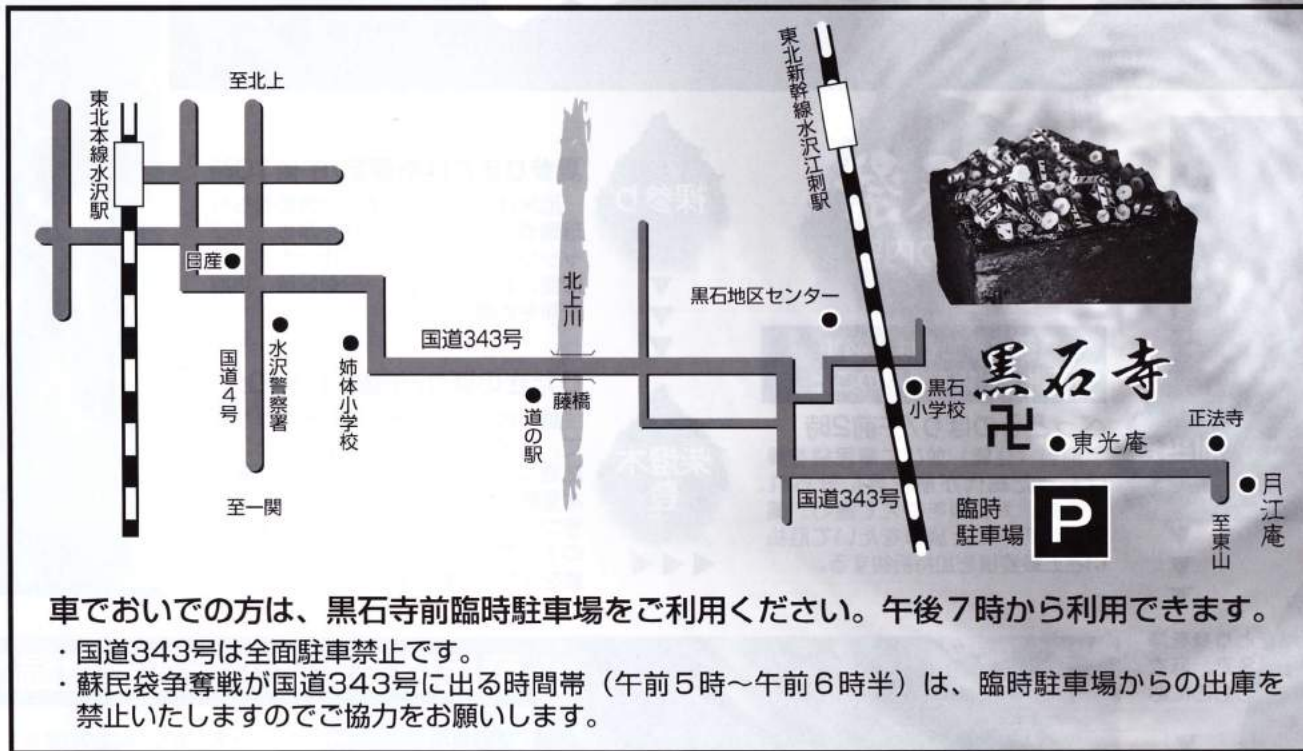 至北上
東北本線水沢駅
東北新幹線水沢江刺駅
日産
北上川
黒石地区センター
国道343号
国道4号
水沢警察署
姉体小学校
道の駅
藤橋
黒石
小学校
黒石寺
卍
東光庵
正法寺
月江庵
至一関
国道343号
臨時
駐車場
P
至東山
車でおいでの方は、黒石寺前臨時駐車場をご利用ください。午後７時から利用できます。
・国道343号は全面駐車禁止です。
・蘇民袋争奪戦が国道343号に出る時間帯（午前５時～午前６時半）は、臨時駐車場からの出庫を
禁止いたしますのでご協力をお願いします。